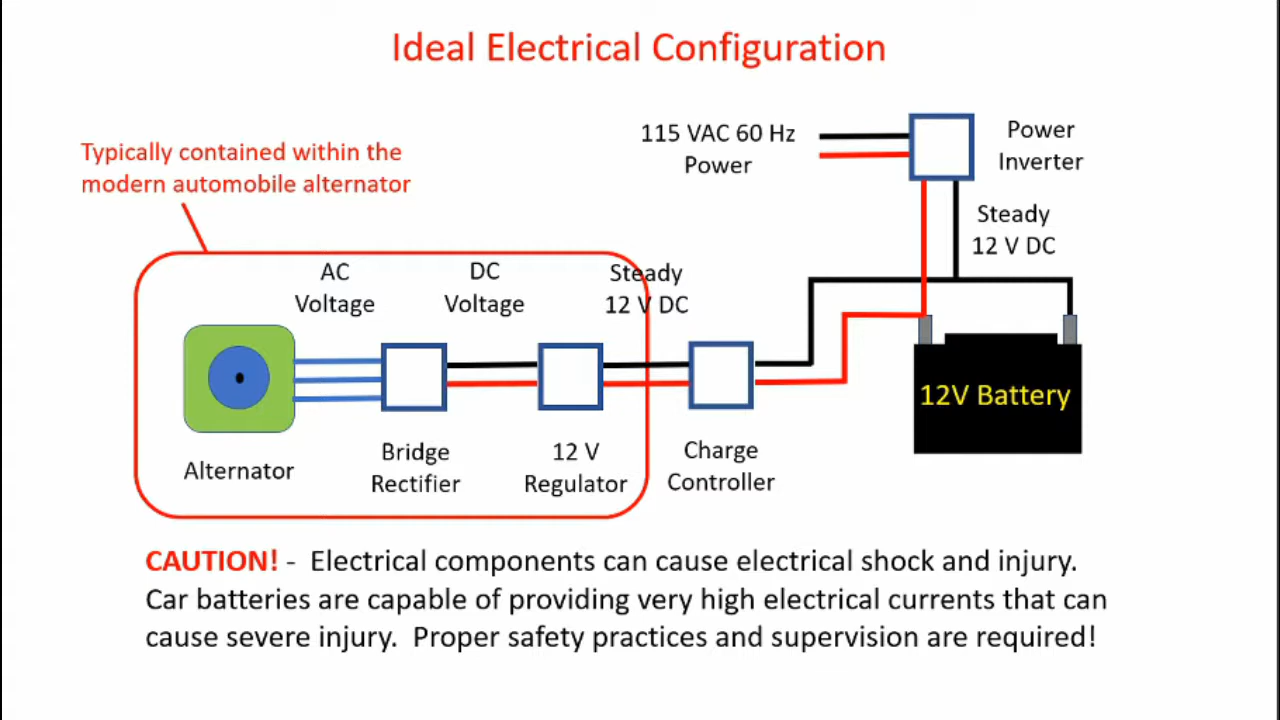 Ideal Electrical Configuration
115 VAC 60 Hz
Power
Power
Inverter
Typically contained within the
modern automobile alternator
Steady
12 V DC
AC
Voltage
DC
Voltage
Steady
12 V DC
12V Battery
Alternator
Bridge
Rectifier
12 V
Regulator
Charge
Controller
CAUTION! - Electrical components can cause electrical shock and injury.
Car batteries are capable of providing very high electrical currents that can
cause severe injury. Proper safety practices and supervision are required!